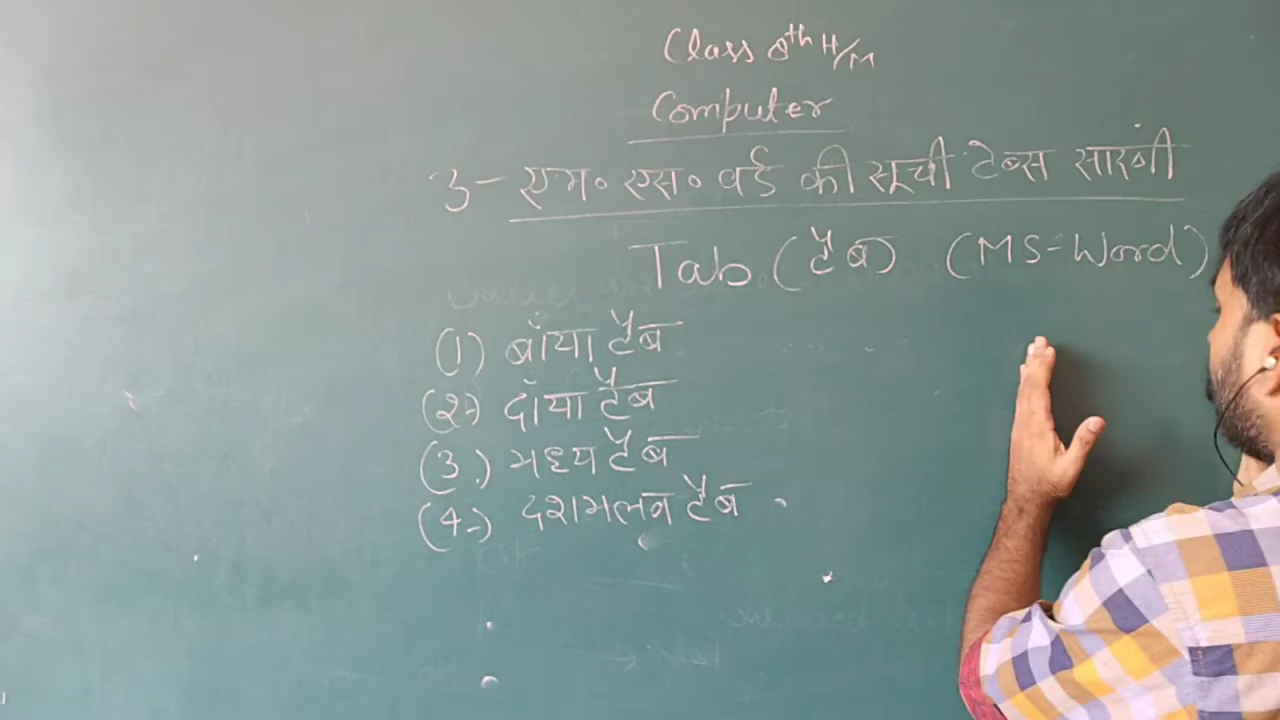 Class 8th H/M
Computer
3- एम० एस० वर्ड की सूची टेब्स सारणी
Tab (टैब) (MS-Word)
(1) बाँया टैब
(2) दाँया टैब
(3.) मध्य टैब
(4-) दशमलव टैब